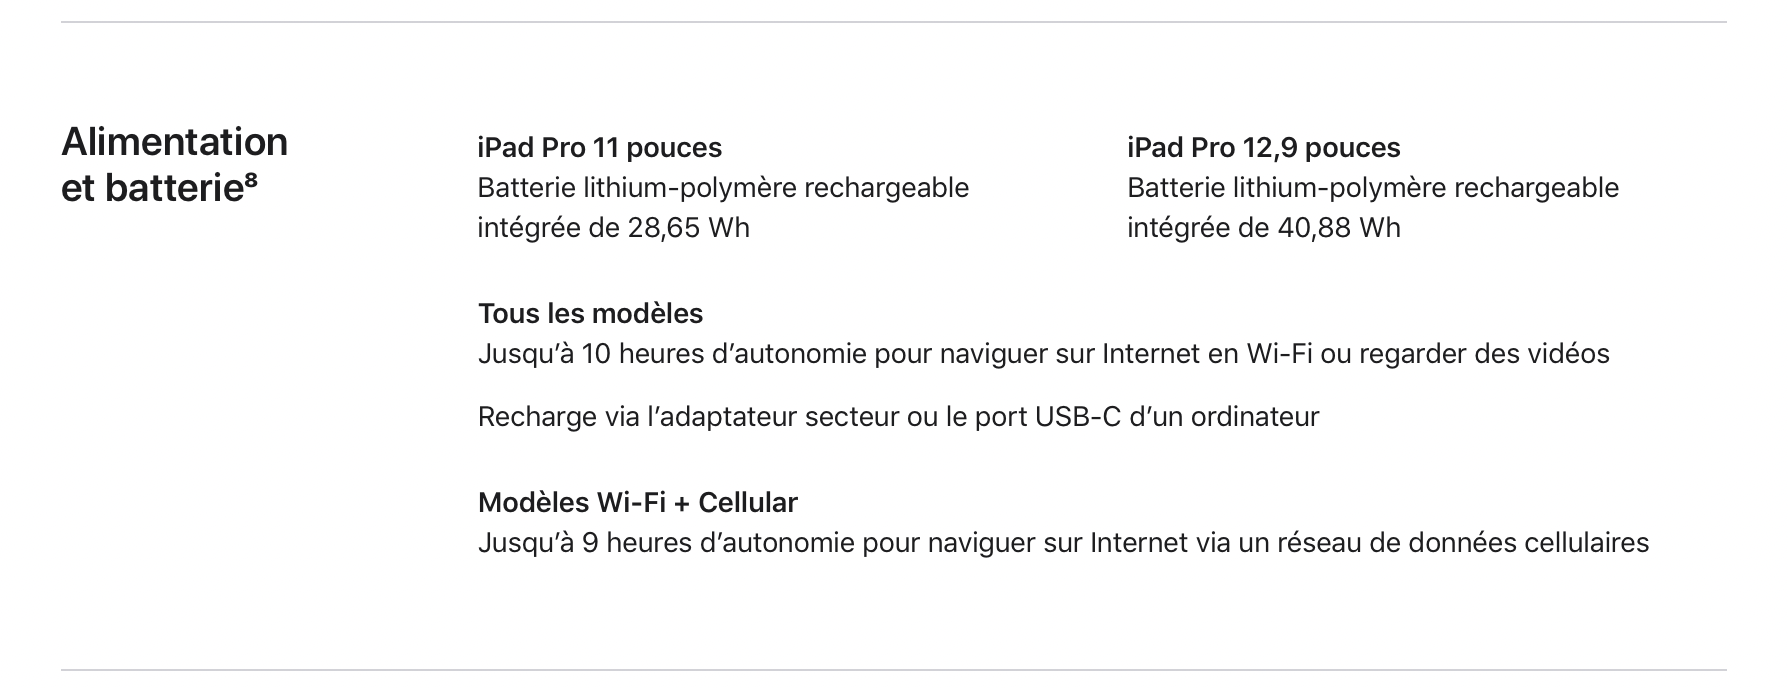 Alimentation
et batterie⁸
iPad Pro 11 pouces
Batterie lithium-polymère rechargeable
intégrée de 28,65 Wh
iPad Pro 12,9 pouces
Batterie lithium-polymère rechargeable
intégrée de 40,88 Wh
Tous les modèles
Jusqu’à 10 heures d’autonomie pour naviguer sur Internet en Wi-Fi ou regarder des vidéos
Recharge via l’adaptateur secteur ou le port USB-C d’un ordinateur
Modèles Wi-Fi + Cellular
Jusqu’à 9 heures d’autonomie pour naviguer sur Internet via un réseau de données cellulaires